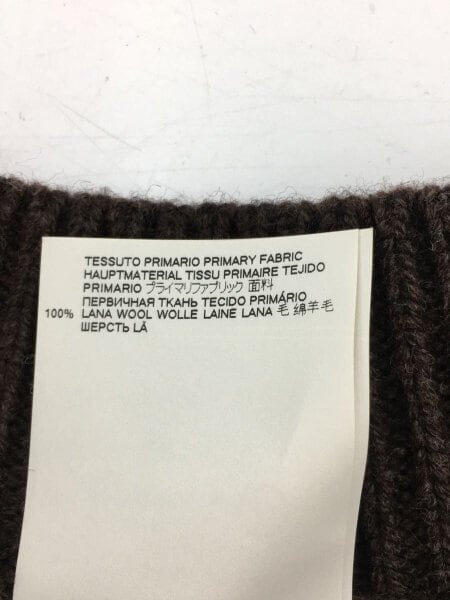 TESSUTO PRIMARIO PRIMARY FABRIC
HAUPTMATERIAL TISSU PRIMAIRE TEJIDO
PRIMARIO プライマリファブリック 面料
ПЕРВИЧНАЯ ТКАНЬ TECIDO PRIMÁRIO
100% LANA WOOL WOLLE LAINE LANA 毛 绵羊毛
ШЕРСТЬ LÃ